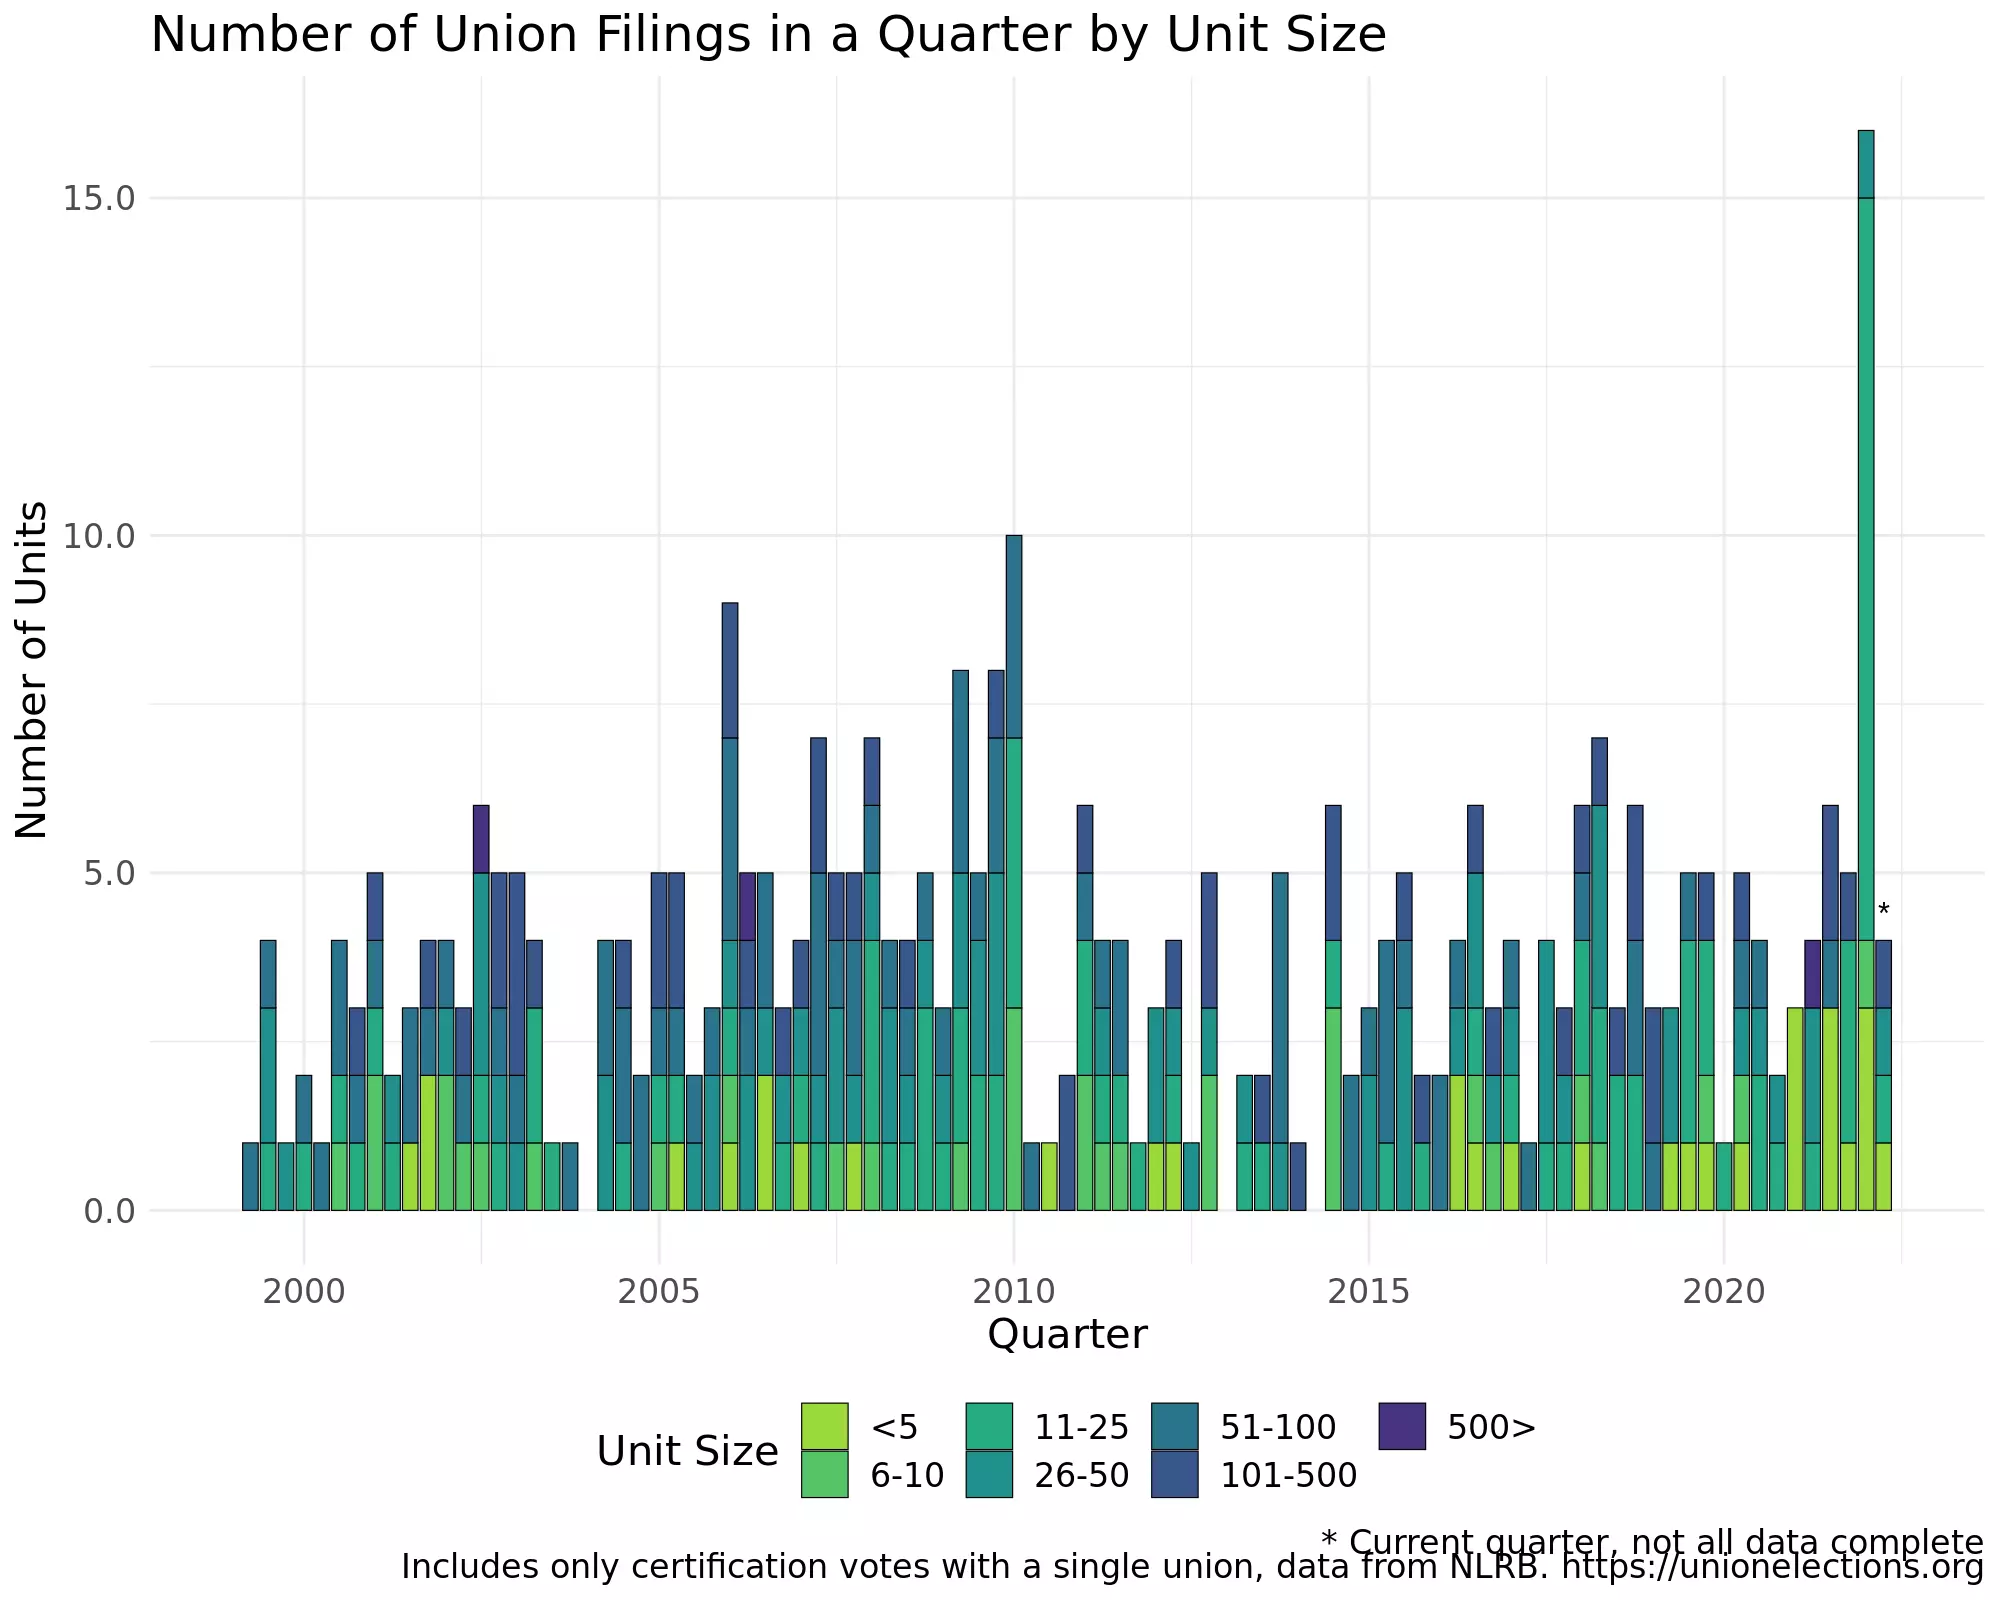 Number of Union Filings in a Quarter by Unit Size
Number of Units
15.0
10.0
5.0
0.0
*
2000 2005 2010 2015 2020
Quarter
Unit Size
<5 11-25 51-100 500>
6-10 26-50 101-500
* Current quarter, not all data complete
Includes only certification votes with a single union, data from NLRB. https://unionelections.org